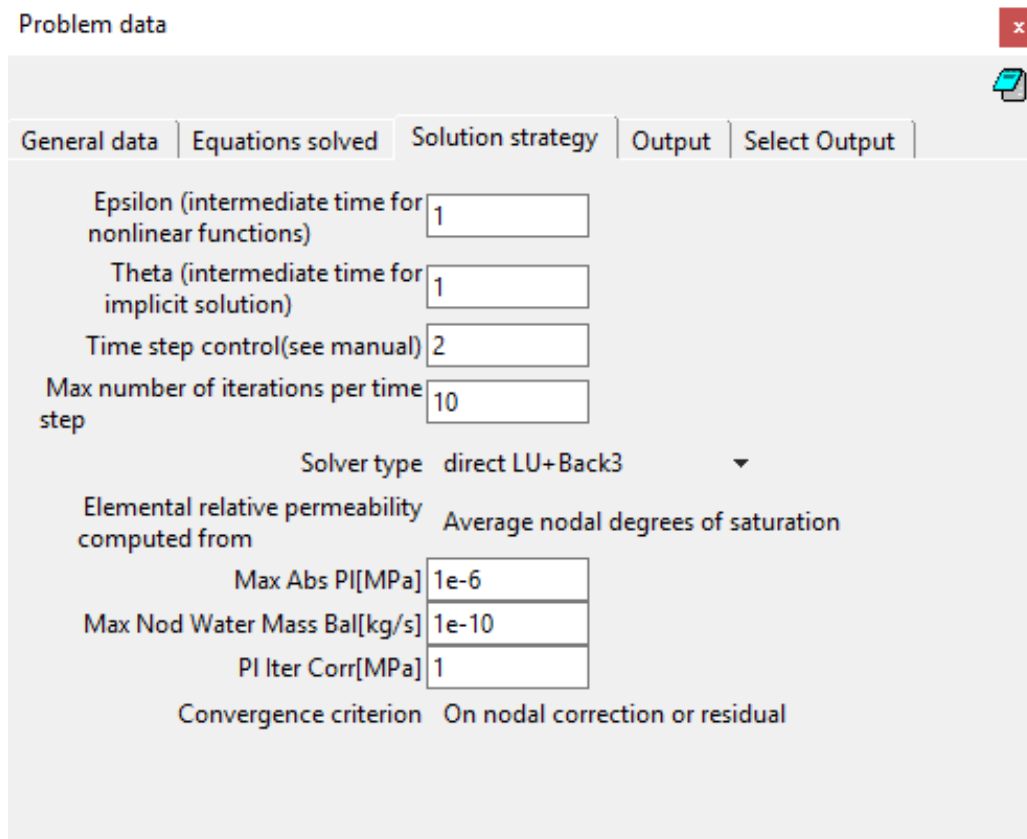 Problem data
x
General data
Equations solved
Solution strategy
Output
Select Output
Epsilon (intermediate time for
nonlinear functions)
1
Theta (intermediate time for
implicit solution)
1
Time step control(see manual)
2
Max number of iterations per time
step
10
Solver type
direct LU+Back3
Elemental relative permeability
computed from
Average nodal degrees of saturation
Max Abs Pl[MPa]
1e-6
Max Nod Water Mass Bal[kg/s]
1e-10
Pl Iter Corr[MPa]
1
Convergence criterion
On nodal correction or residual